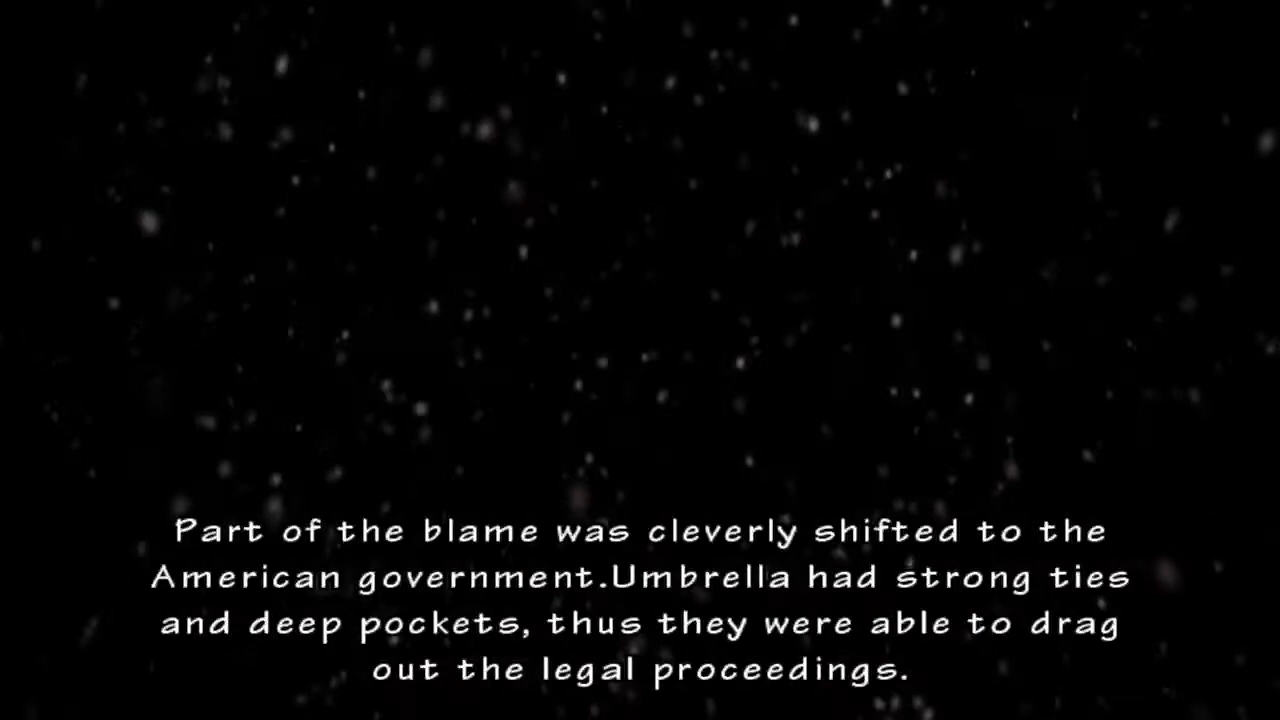 Part of the blame was cleverly shifted to the
American government.Umbrella had strong ties
and deep pockets, thus they were able to drag
out the legal proceedings.